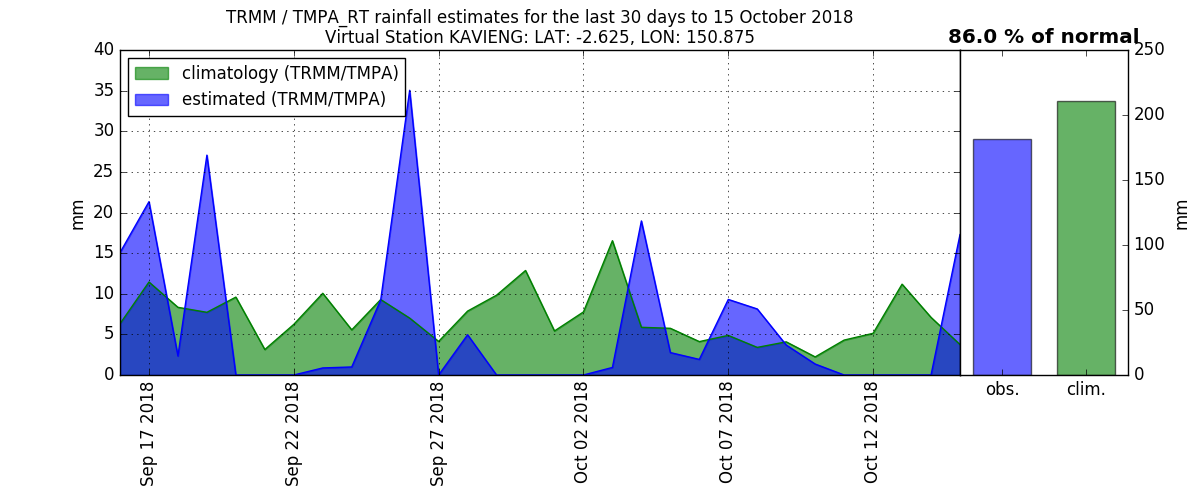 TRMM / TMPA_RT rainfall estimates for the last 30 days to 15 October 2018
Virtual Station KAVIENG: LAT: -2.625, LON: 150.875
86.0 % of normal
climatology (TRMM/TMPA)
estimated (TRMM/TMPA)
mm
40
35
30
25
20
15
10
5
0
Sep 17 2018
Sep 22 2018
Sep 27 2018
Oct 02 2018
Oct 07 2018
Oct 12 2018
obs.
clim.
250
200
150
100
50
0
mm